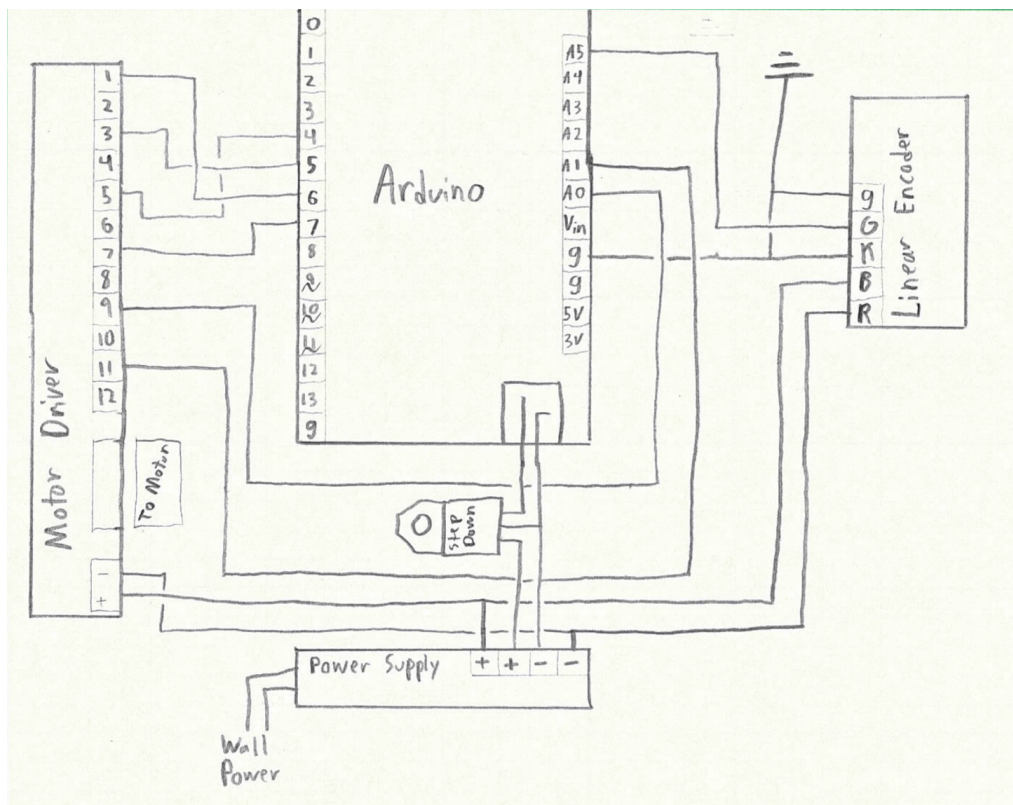 0
1
2
3
4
5
6
7
8
12
13
g
A5
A4
A3
A2
A1
A0
Vin
g
g
5V
3V
Arduino
1
2
3
4
5
6
7
8
9
10
11
12
Motor Driver
To Motor
-
+
Step
Down
g
G
K
B
R
Linear Encoder
Power Supply
+
+
-
-
Wall
Power